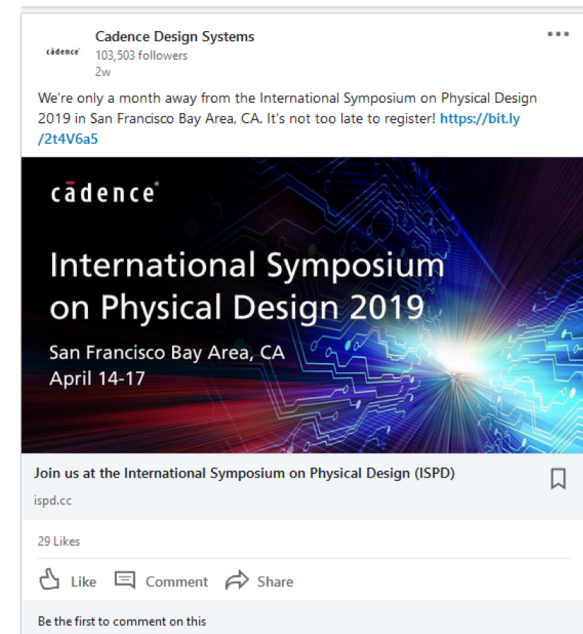 cādence
Cadence Design Systems
103,503 followers
2w
We're only a month away from the International Symposium on Physical Design
2019 in San Francisco Bay Area, CA. It's not too late to register! https://bit.ly
/2t4V6a5
cādence®
International Symposium
on Physical Design 2019
San Francisco Bay Area, CA
April 14-17
Join us at the International Symposium on Physical Design (ISPD)
ispd.cc
29 Likes
Like Comment Share
Be the first to comment on this